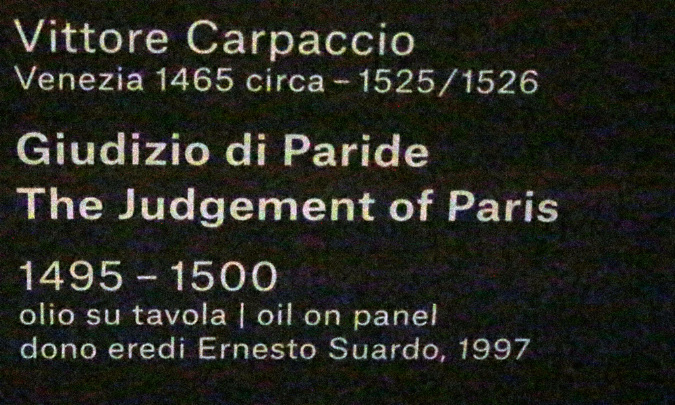 Vittore Carpaccio
Venezia 1465 circa – 1525/1526
Giudizio di Paride
The Judgement of Paris
1495 – 1500
olio su tavola | oil on panel
dono eredi Ernesto Suardo, 1997